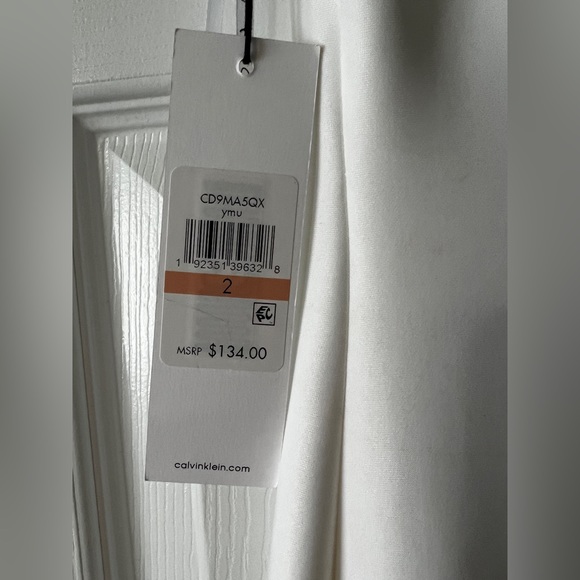 CD9MA5QX
ymu
1 92351 39632 8
2
MSRP $134.00
calvinklein.com